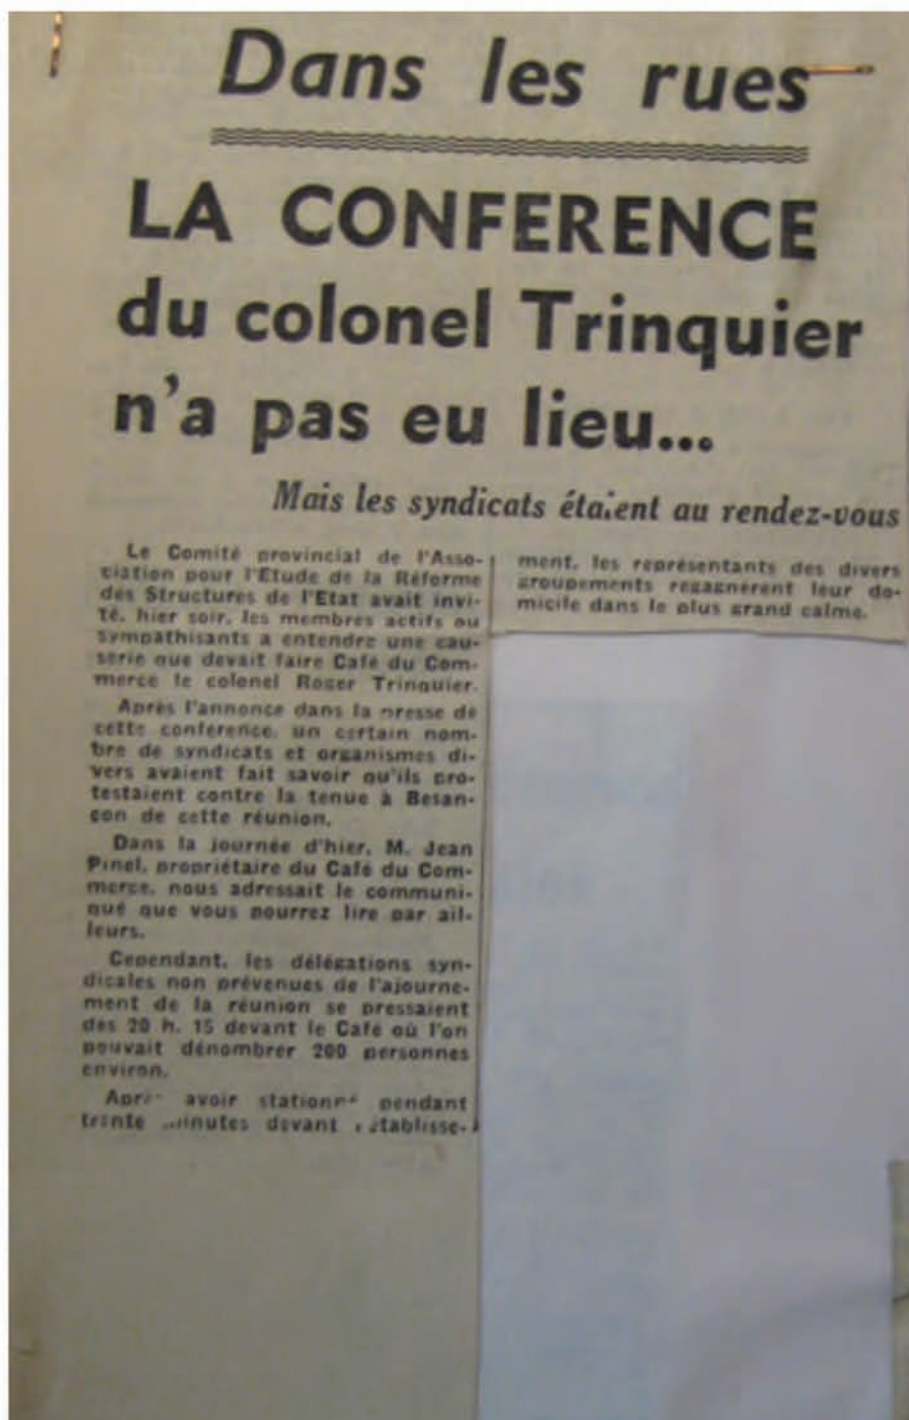 Dans les rues
LA CONFERENCE
du colonel Trinquier
n'a pas eu lieu...
Mais les syndicats étaient au rendez-vous
Le Comité provincial de l'Asso-
ciation pour l'Etude de la Réforme
des Structures de l'Etat avait invi-
té, hier soir, les membres actifs ou
sympathisants a entendre une cau-
serie que devait faire Café du Com-
merce le colonel Roger Trinquier.
Après l'annonce dans la presse de
cette conférence, un certain nom-
bre de syndicats et organismes di-
vers avaient fait savoir qu'ils pro-
testaient contre la tenue à Besan-
çon de cette réunion.
Dans la journée d'hier, M. Jean
Pinel, propriétaire du Café du Com-
merce, nous adressait le communi-
qué que vous pourrez lire par ail-
leurs.
Cependant, les délégations syn-
dicales non prévenues de l'ajourne-
ment de la réunion se pressaient
dès 20 h. 15 devant le Café où l'on
pouvait dénombrer 200 personnes
environ.
Après avoir stationné pendant
trente minutes devant l'établisse-
ment, les représentants des divers
groupements regagnèrent leur do-
micile dans le plus grand calme.